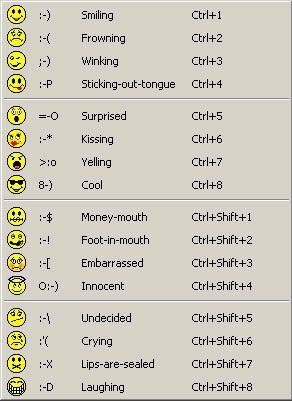 :-) Smiling Ctrl+1
:-( Frowning Ctrl+2
;-) Winking Ctrl+3
:-P Sticking-out-tongue Ctrl+4
=-O Surprised Ctrl+5
:-* Kissing Ctrl+6
>:o Yelling Ctrl+7
8-) Cool Ctrl+8
:-$ Money-mouth Ctrl+Shift+1
:-! Foot-in-mouth Ctrl+Shift+2
:-[ Embarrassed Ctrl+Shift+3
O:-) Innocent Ctrl+Shift+4
:-\ Undecided Ctrl+Shift+5
:'( Crying Ctrl+Shift+6
:-X Lips-are-sealed Ctrl+Shift+7
:-D Laughing Ctrl+Shift+8